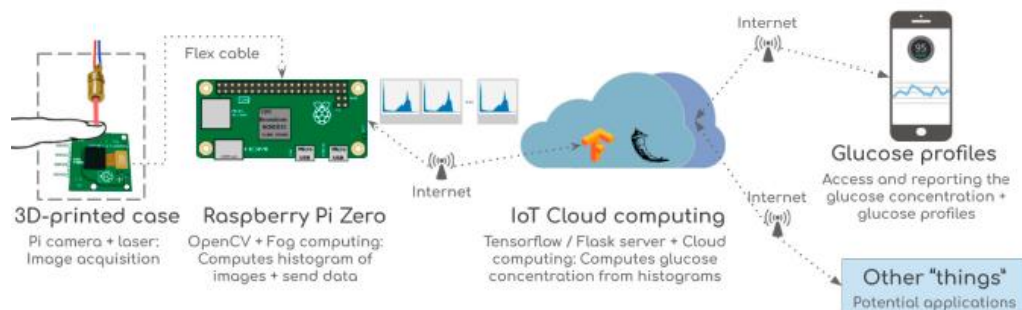 Flex cable
Internet
Internet
Internet
95
3D-printed case
Pi camera + laser:
Image acquisition
Raspberry Pi Zero
OpenCV + Fog computing:
Computes histogram of
images + send data
...
IoT Cloud computing
Tensorflow / Flask server + Cloud
computing: Computes glucose
concentration from histograms
Glucose profiles
Access and reporting the
glucose concentration +
glucose profiles
Other "things"
Potential applications